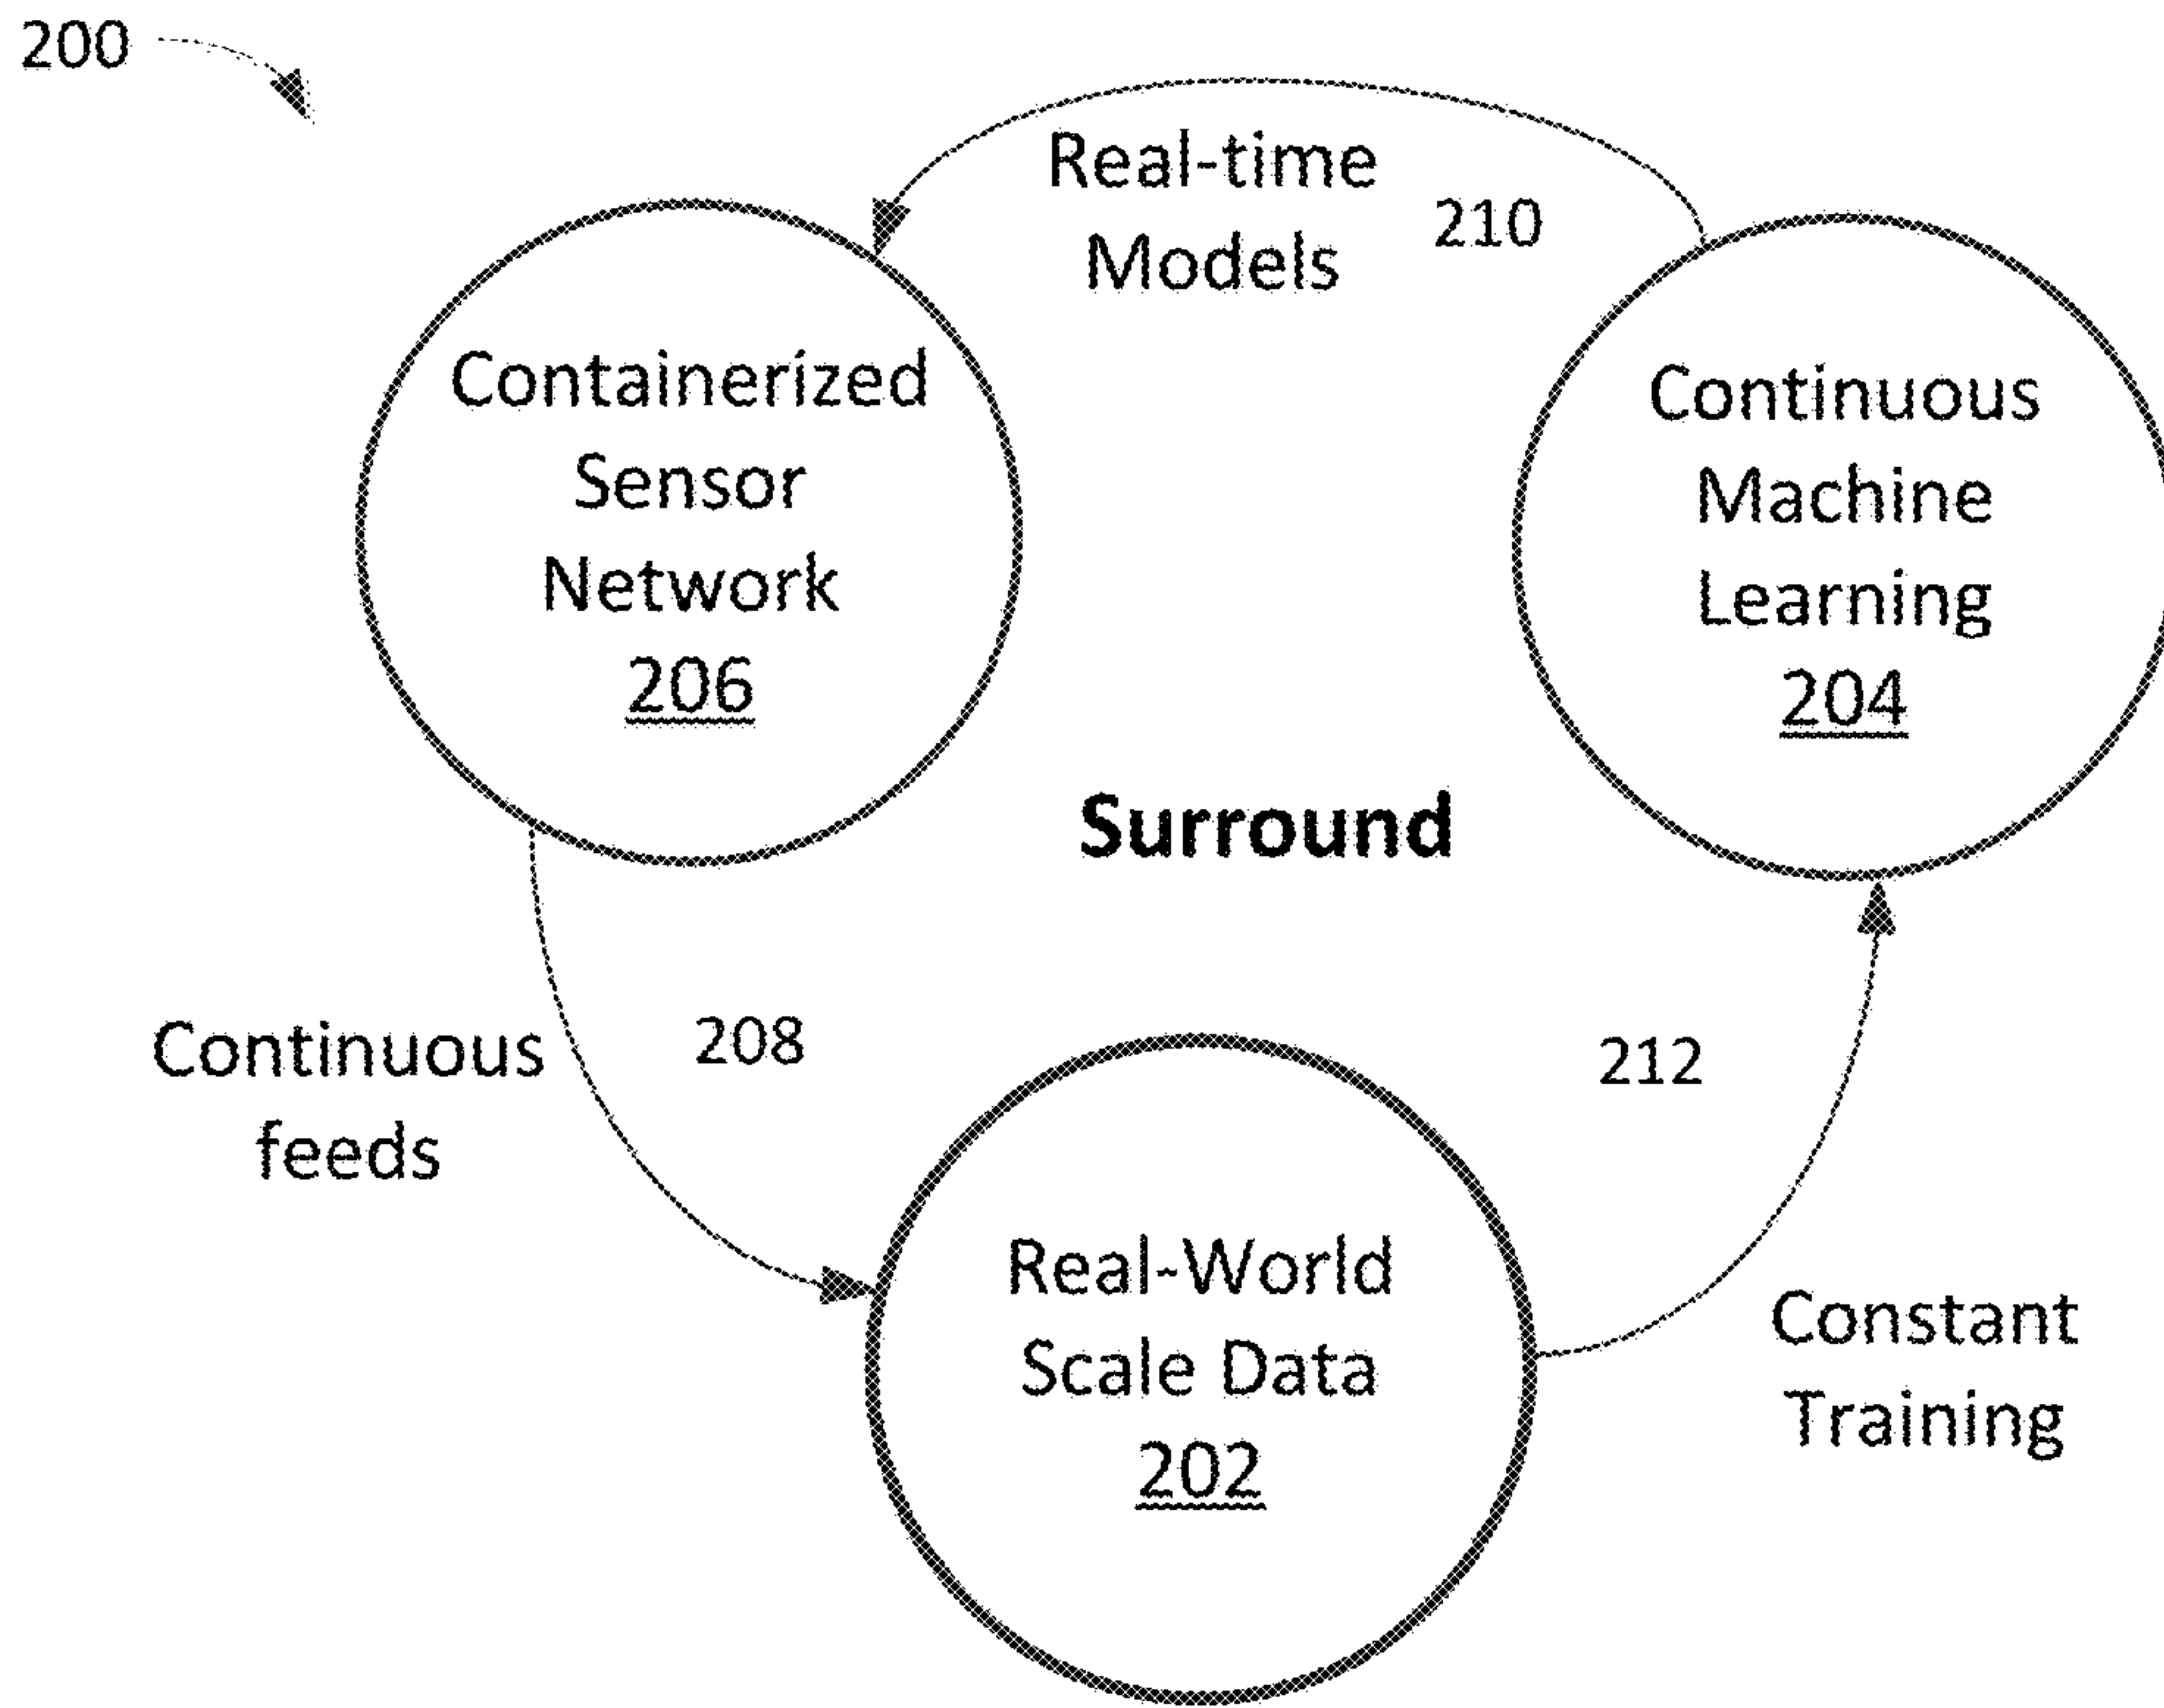 200
Real-time
Models
210
Containerized
Sensor
Network
206
Continuous
Machine
Learning
204
Surround
Continuous
feeds
208
212
Real-World
Scale Data
202
Constant
Training